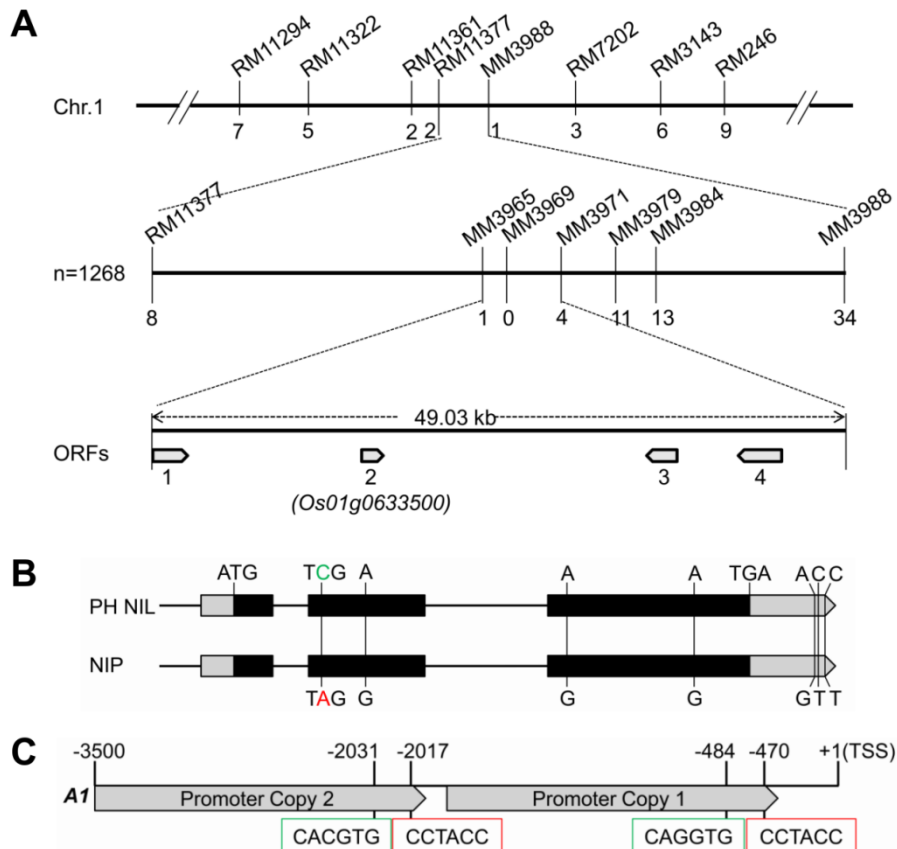 A
RM11294 RM11322 RM11361 RM11377 MM3988 RM7202 RM3143 RM246
Chr.1
7 5 2 2 1 3 6 9
RM11377 MM3965 MM3969 MM3971 MM3979 MM3984 MM3988
n=1268
8 1 0 4 11 13 34
49.03 kb
ORFs
1 2 3 4
(Os01g0633500)
B
ATG TCG A A A TGA A C C
PH NIL
NIP
TAG G G G G T T
C
-3500 -2031 -2017 -484 -470 +1(TSS)
A1 Promoter Copy 2 Promoter Copy 1
CACGTG CCTACC CAGGTG CCTACC